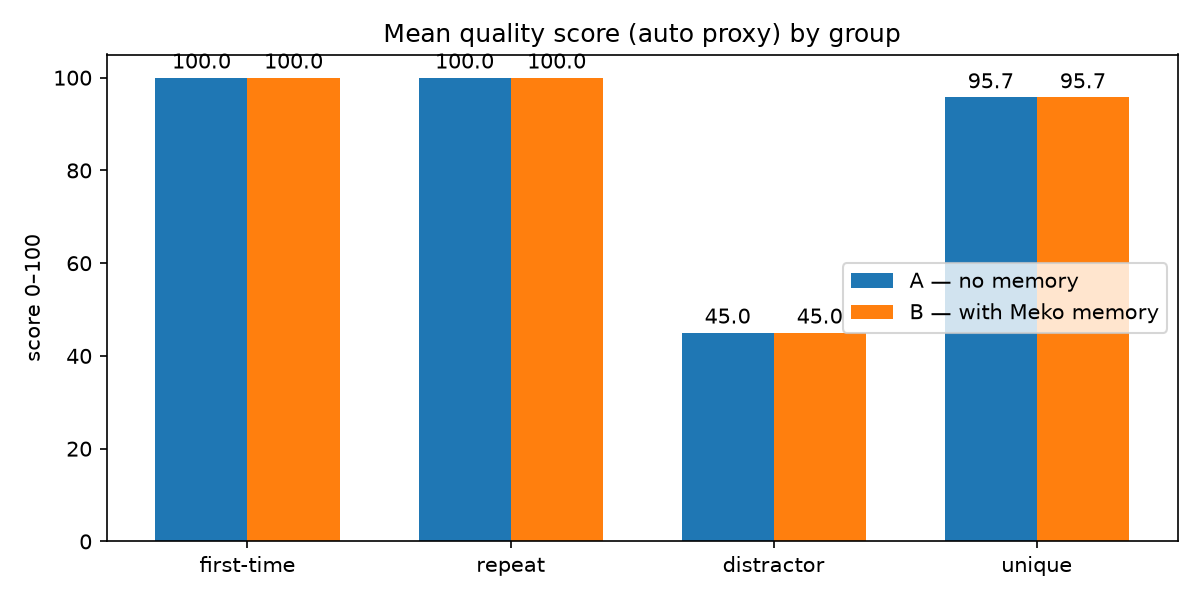 Mean quality score (auto proxy) by group
score 0–100
100
80
60
40
20
0
100.0 100.0 100.0 100.0 45.0 45.0 95.7 95.7
A — no memory
B — with Meko memory
first-time repeat distractor unique